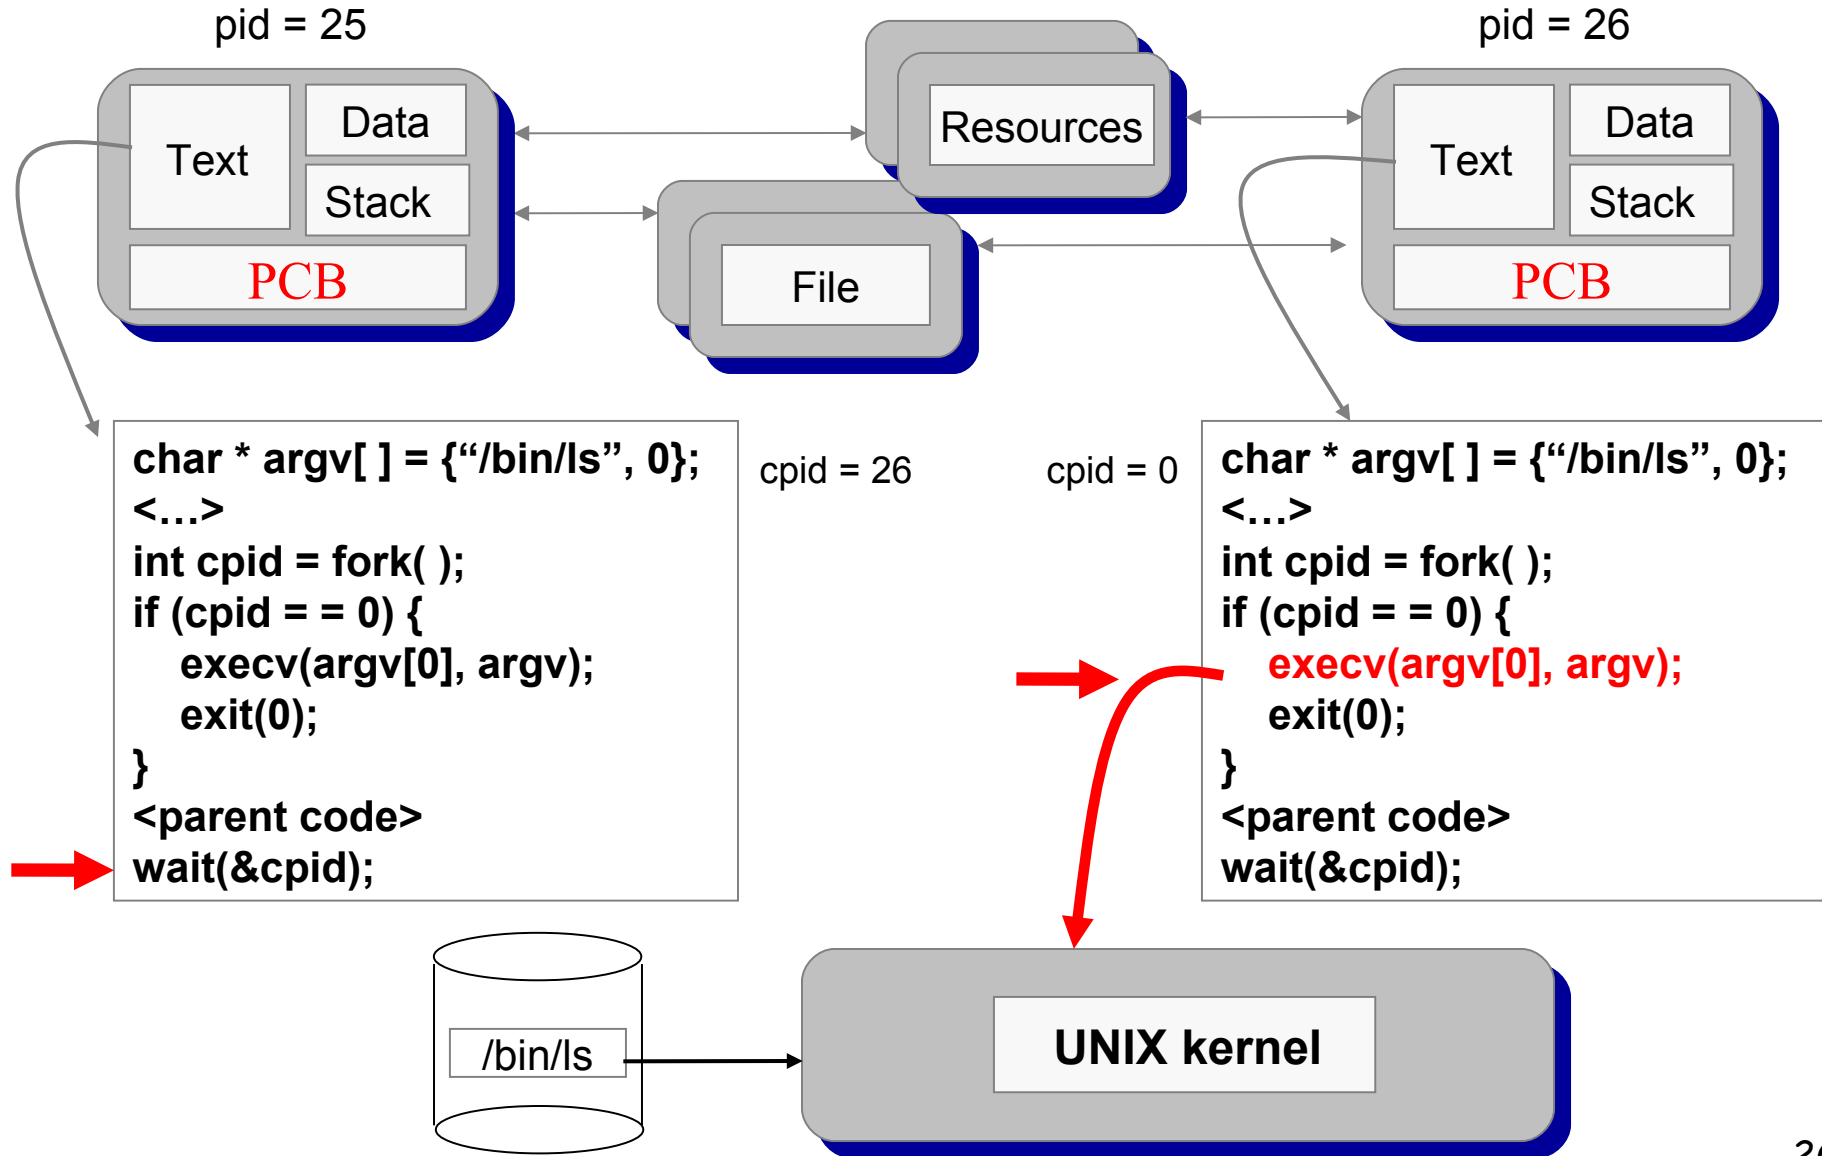 pid = 25
pid = 26
Text
Data
Stack
PCB
Resources
File
Text
Data
Stack
PCB
char * argv[ ] = {“/bin/ls”, 0};
<…>
int cpid = fork( );
if (cpid = = 0) {
execv(argv[0], argv);
exit(0);
}
<parent code>
wait(&cpid);
cpid = 26
cpid = 0
char * argv[ ] = {“/bin/ls”, 0};
<…>
int cpid = fork( );
if (cpid = = 0) {
execv(argv[0], argv);
exit(0);
}
<parent code>
wait(&cpid);
/bin/ls
UNIX kernel